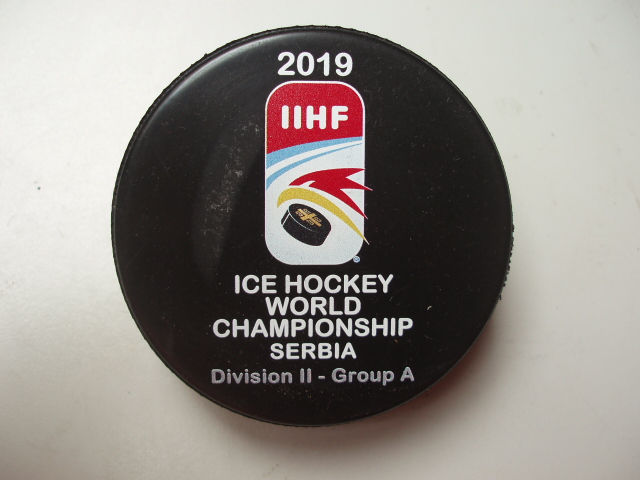 2019
IIHF
ICE HOCKEY
WORLD
CHAMPIONSHIP
SERBIA
Division II - Group A